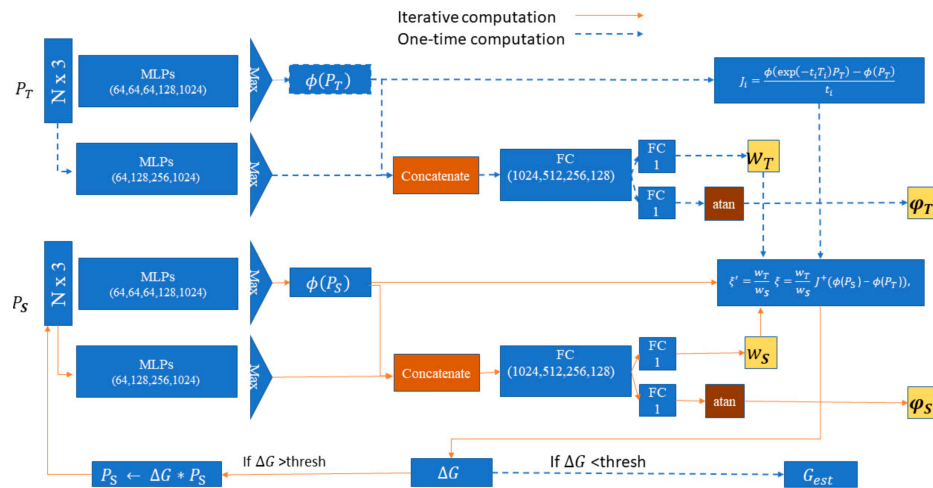 Iterative computation
One-time computation
P_T
N x 3
MLPs
(64,64,64,128,1024)
Max
ϕ(P_T)
J_i = (ϕ(exp(−t_i T_i)P_T) − ϕ(P_T)) / t_i
MLPs
(64,128,256,1024)
Max
Concatenate
FC
(1024,512,256,128)
FC
1
w_T
FC
1
atan
φ_T
P_S
N x 3
MLPs
(64,64,64,128,1024)
Max
ϕ(P_S)
ξ′ = w_T/w_S ξ = w_T/w_S J⁺(ϕ(P_S) − ϕ(P_T)),
MLPs
(64,128,256,1024)
Max
Concatenate
FC
(1024,512,256,128)
FC
1
w_S
FC
1
atan
φ_S
P_S ← ΔG ∗ P_S
If ΔG >thresh
ΔG
If ΔG <thresh
G_est